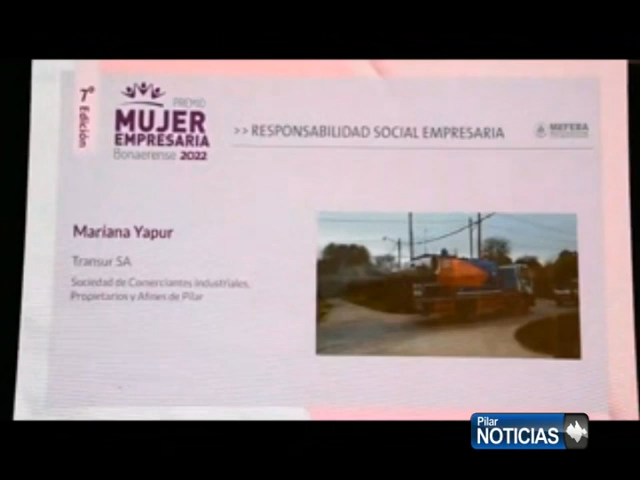 7° Edición
PREMIO
MUJER
EMPRESARIA
Bonaerense 2022
>> RESPONSABILIDAD SOCIAL EMPRESARIA
Mariana Yapur
Transur SA
Sociedad de Comerciantes Industriales,
Propietarios y Afines de Pilar
Pilar
NOTICIAS